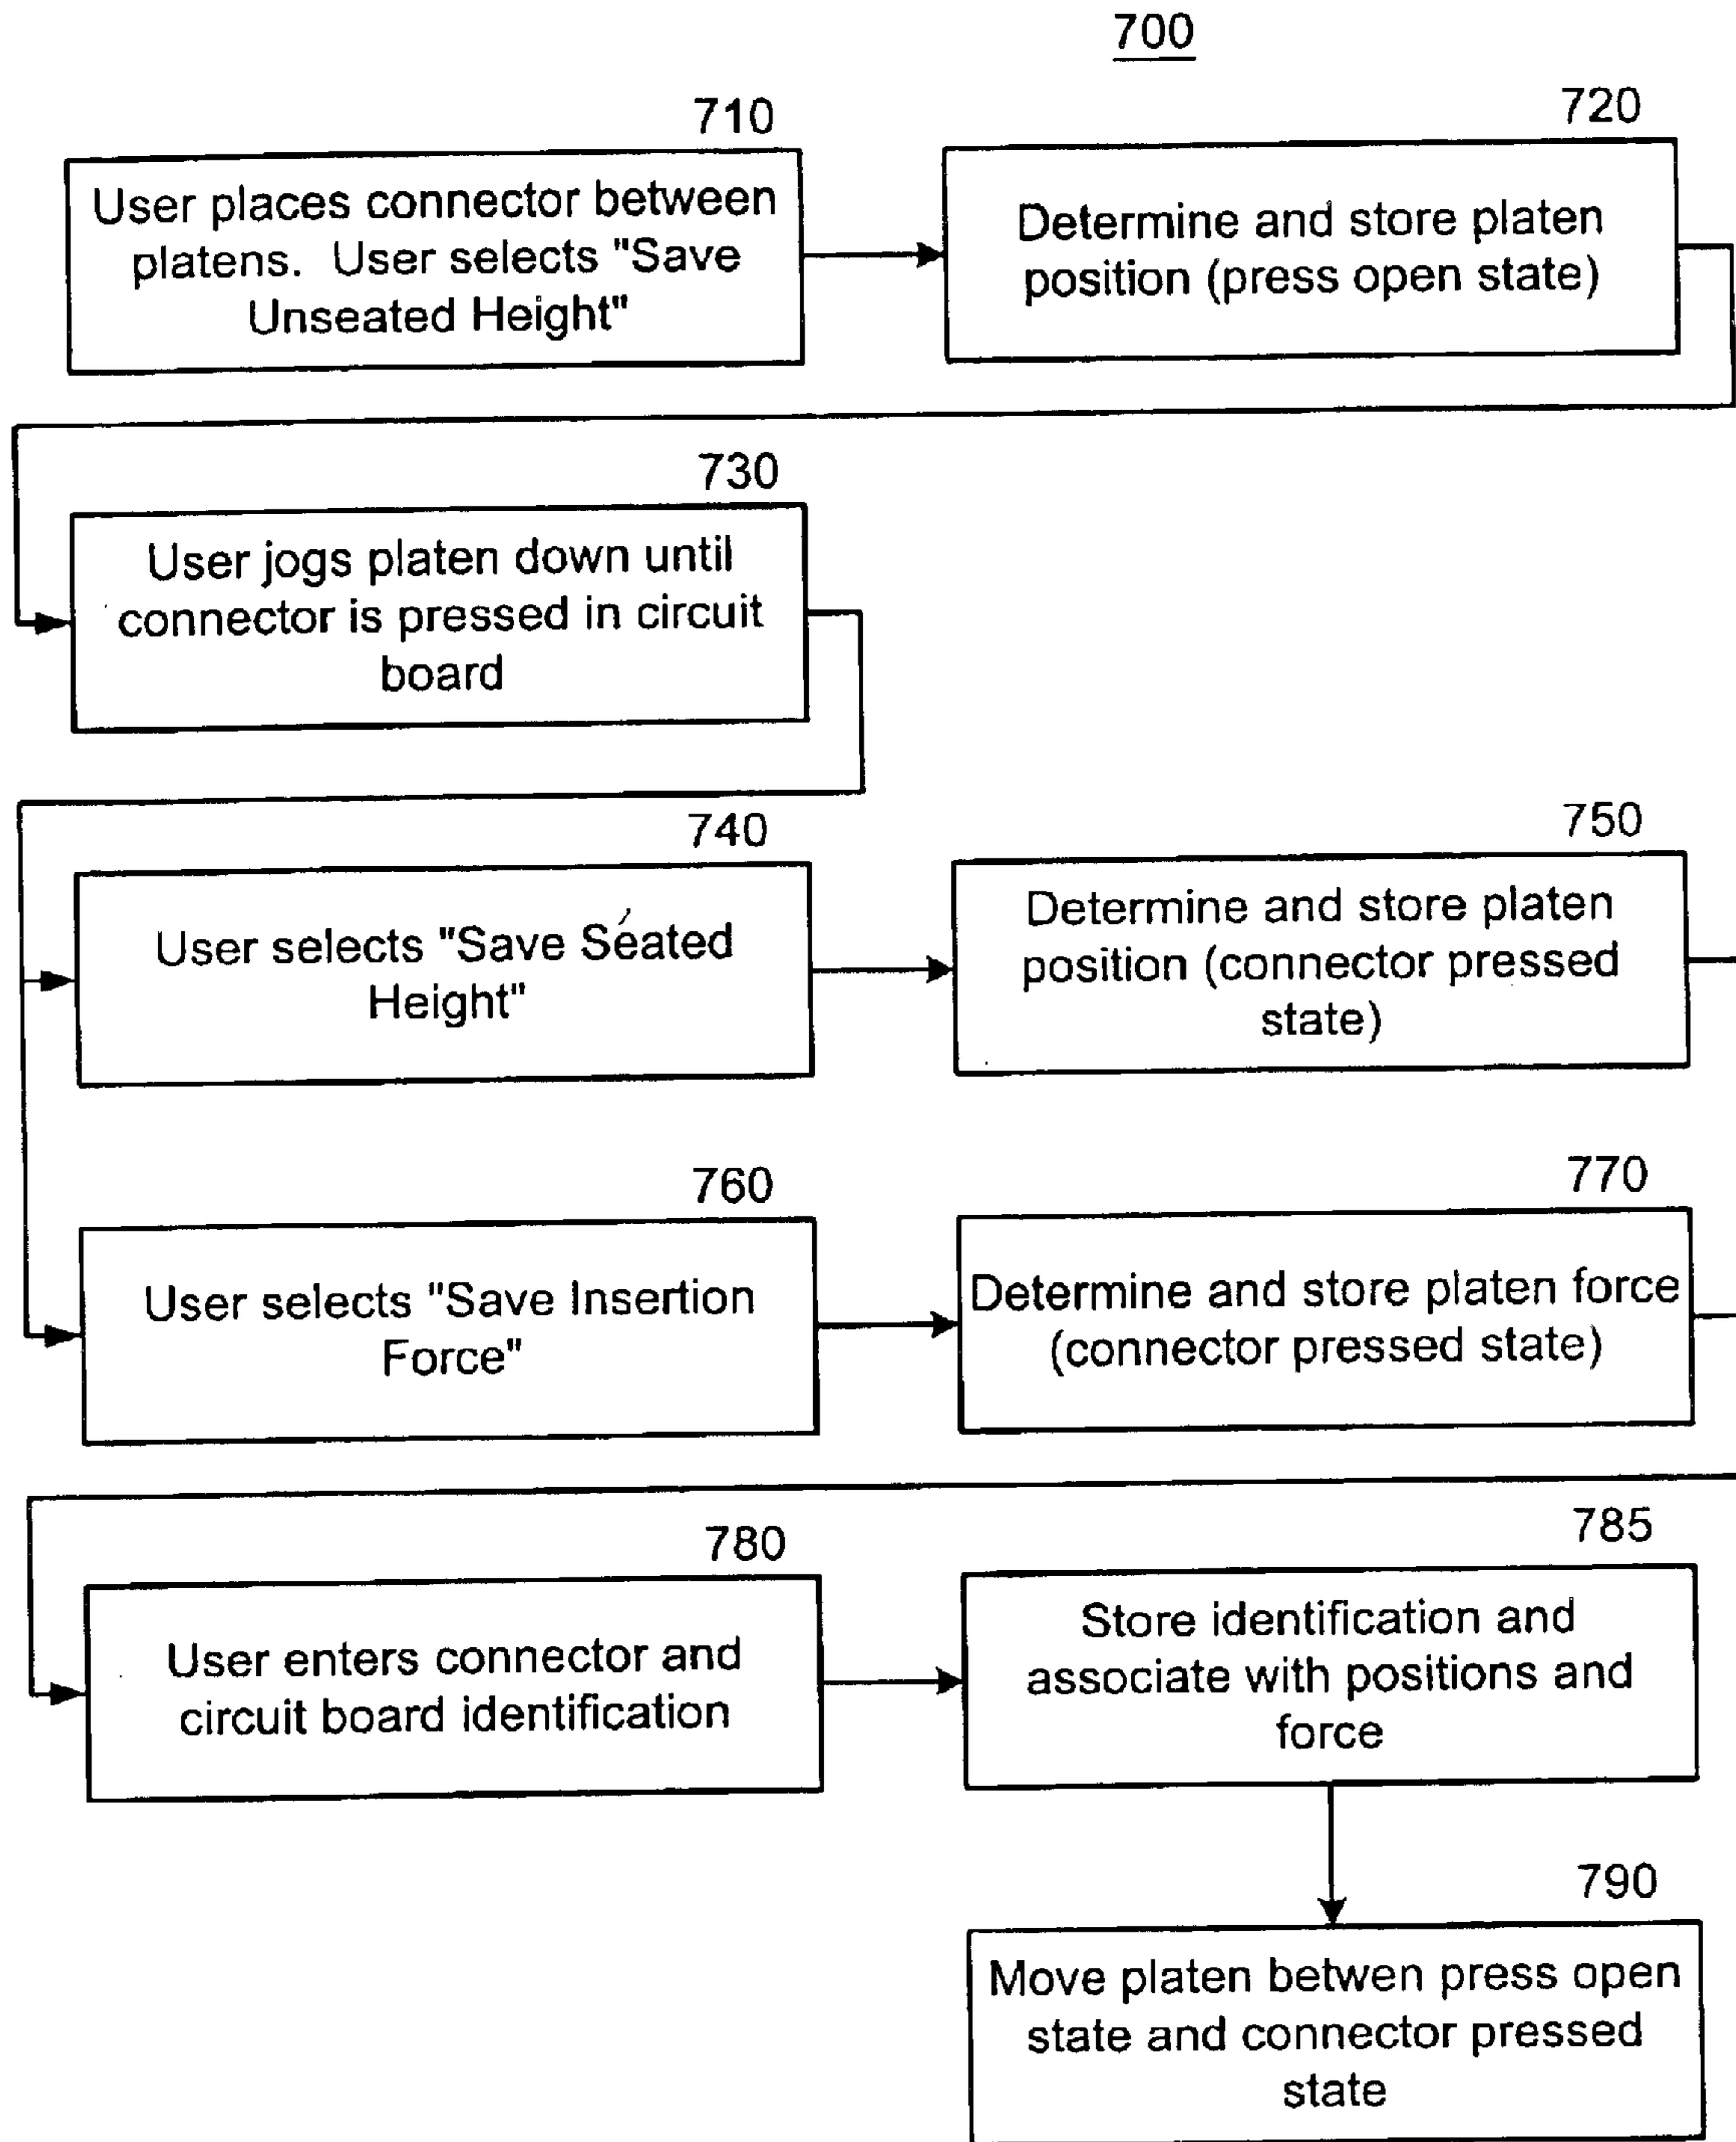 700
710
User places connector between
platens. User selects "Save
Unseated Height"
720
Determine and store platen
position (press open state)
730
User jogs platen down until
connector is pressed in circuit
board
740
User selects "Save Seated
Height"
750
Determine and store platen
position (connector pressed
state)
760
User selects "Save Insertion
Force"
770
Determine and store platen force
(connector pressed state)
780
User enters connector and
circuit board identification
785
Store identification and
associate with positions and
force
790
Move platen betwen press open
state and connector pressed
state